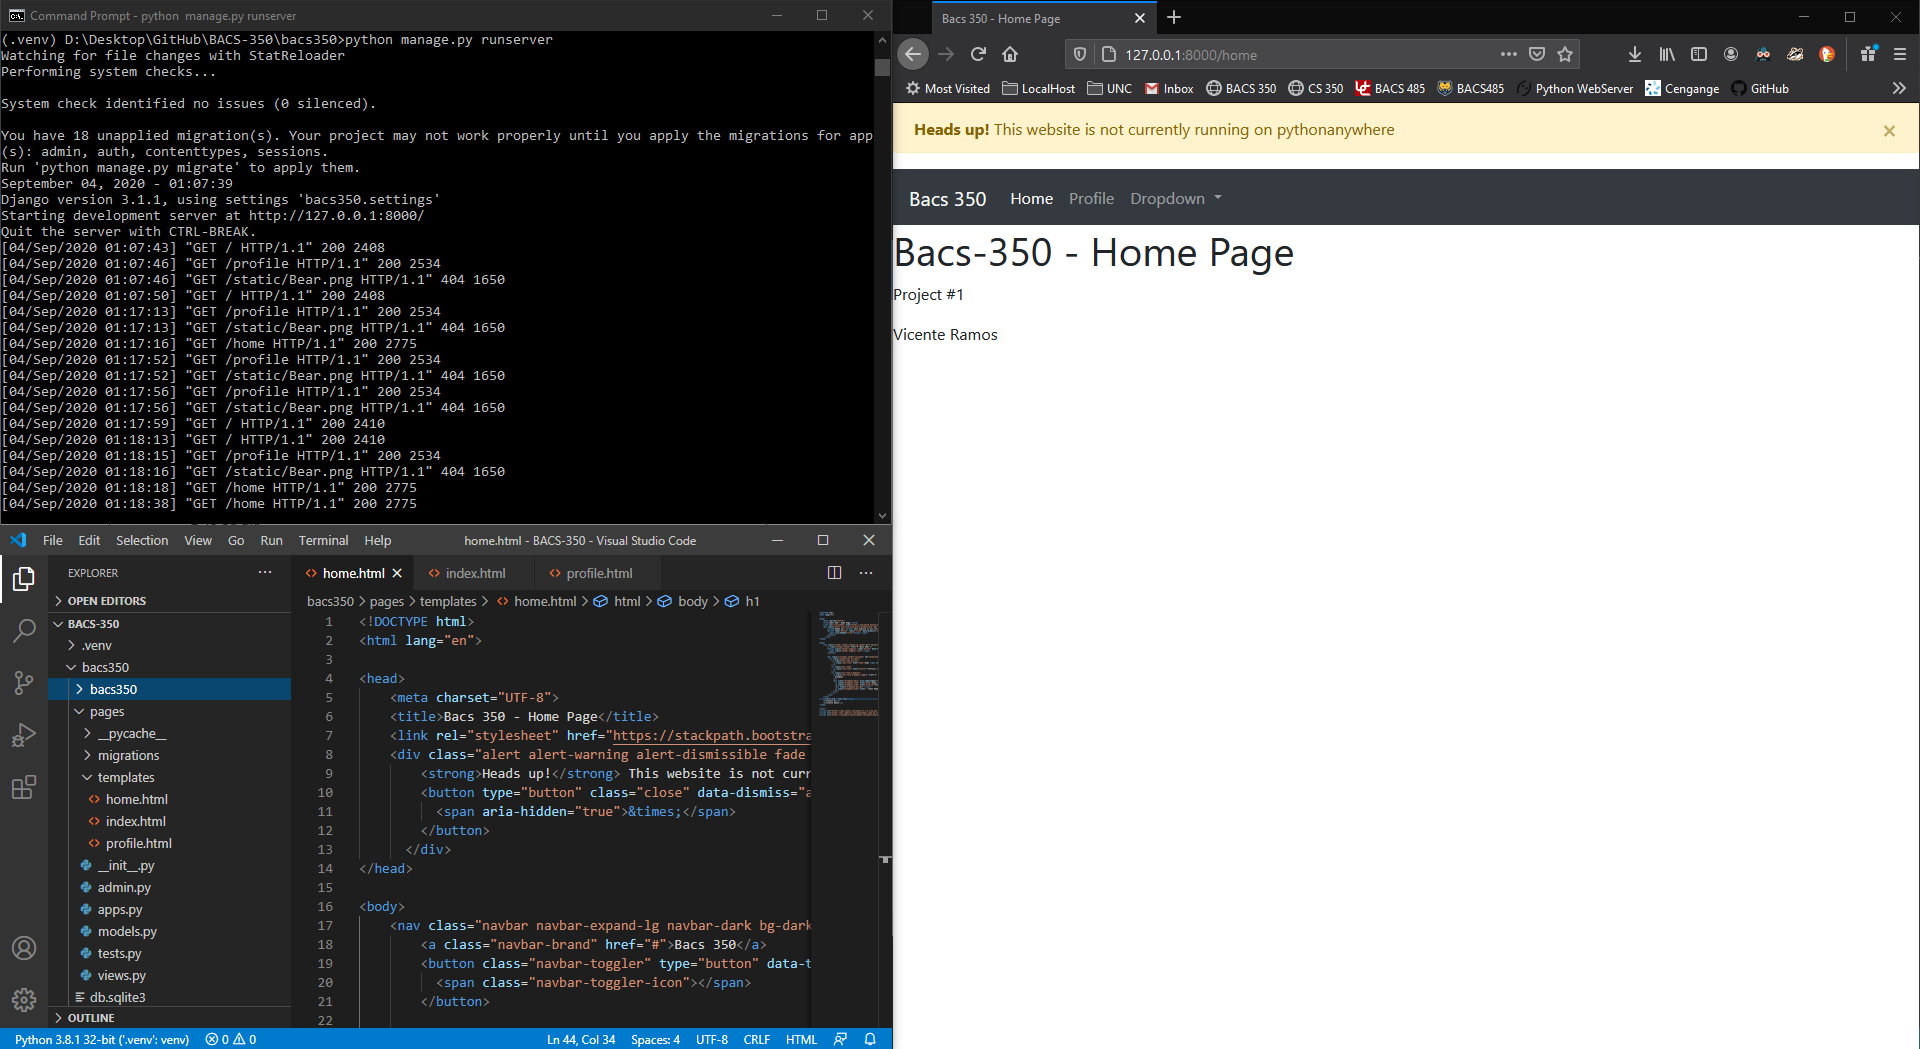 Command Prompt - python  manage.py runserver
(.venv) D:\Desktop\GitHub\BACS-350\bacs350>python manage.py runserver
Watching for file changes with StatReloader
Performing system checks...
System check identified no issues (0 silenced).
You have 18 unapplied migration(s). Your project may not work properly until you apply the migrations for app
(s): admin, auth, contenttypes, sessions.
Run 'python manage.py migrate' to apply them.
September 04, 2020 - 01:07:39
Django version 3.1.1, using settings 'bacs350.settings'
Starting development server at http://127.0.0.1:8000/
Quit the server with CTRL-BREAK.
[04/Sep/2020 01:07:43] "GET / HTTP/1.1" 200 2408
[04/Sep/2020 01:07:46] "GET /profile HTTP/1.1" 200 2534
[04/Sep/2020 01:07:46] "GET /static/Bear.png HTTP/1.1" 404 1650
[04/Sep/2020 01:07:50] "GET / HTTP/1.1" 200 2408
[04/Sep/2020 01:17:13] "GET /profile HTTP/1.1" 200 2534
[04/Sep/2020 01:17:13] "GET /static/Bear.png HTTP/1.1" 404 1650
[04/Sep/2020 01:17:16] "GET /home HTTP/1.1" 200 2775
[04/Sep/2020 01:17:52] "GET /profile HTTP/1.1" 200 2534
[04/Sep/2020 01:17:52] "GET /static/Bear.png HTTP/1.1" 404 1650
[04/Sep/2020 01:17:56] "GET /profile HTTP/1.1" 200 2534
[04/Sep/2020 01:17:56] "GET /static/Bear.png HTTP/1.1" 404 1650
[04/Sep/2020 01:17:59] "GET / HTTP/1.1" 200 2410
[04/Sep/2020 01:18:13] "GET / HTTP/1.1" 200 2410
[04/Sep/2020 01:18:15] "GET /profile HTTP/1.1" 200 2534
[04/Sep/2020 01:18:16] "GET /static/Bear.png HTTP/1.1" 404 1650
[04/Sep/2020 01:18:18] "GET /home HTTP/1.1" 200 2775
[04/Sep/2020 01:18:38] "GET /home HTTP/1.1" 200 2775
File Edit Selection View Go Run Terminal Help home.html - BACS-350 - Visual Studio Code
EXPLORER
OPEN EDITORS
BACS-350
.venv
bacs350
bacs350
pages
__pycache__
migrations
templates
home.html
index.html
profile.html
__init__.py
admin.py
apps.py
models.py
tests.py
views.py
db.sqlite3
OUTLINE
home.html index.html profile.html
bacs350 > pages > templates > home.html > html > body > h1
1 <!DOCTYPE html>
2 <html lang="en">
3
4 <head>
5 <meta charset="UTF-8">
6 <title>Bacs 350 - Home Page</title>
7 <link rel="stylesheet" href="https://stackpath.bootstra
8 <div class="alert alert-warning alert-dismissible fade
9 <strong>Heads up!</strong> This website is not curr
10 <button type="button" class="close" data-dismiss="a
11 <span aria-hidden="true">&times;</span>
12 </button>
13 </div>
14 </head>
15
16 <body>
17 <nav class="navbar navbar-expand-lg navbar-dark bg-dark
18 <a class="navbar-brand" href="#">Bacs 350</a>
19 <button class="navbar-toggler" type="button" data-t
20 <span class="navbar-toggler-icon"></span>
21 </button>
22
Python 3.8.1 32-bit ('.venv': venv) 0 0 Ln 44, Col 34 Spaces: 4 UTF-8 CRLF HTML
Bacs 350 - Home Page
127.0.0.1:8000/home
Most Visited LocalHost UNC Inbox BACS 350 CS 350 BACS 485 BACS485 Python WebServer Cengange GitHub
Heads up! This website is not currently running on pythonanywhere ×
Bacs 350 Home Profile Dropdown
Bacs-350 - Home Page
Project #1
Vicente Ramos